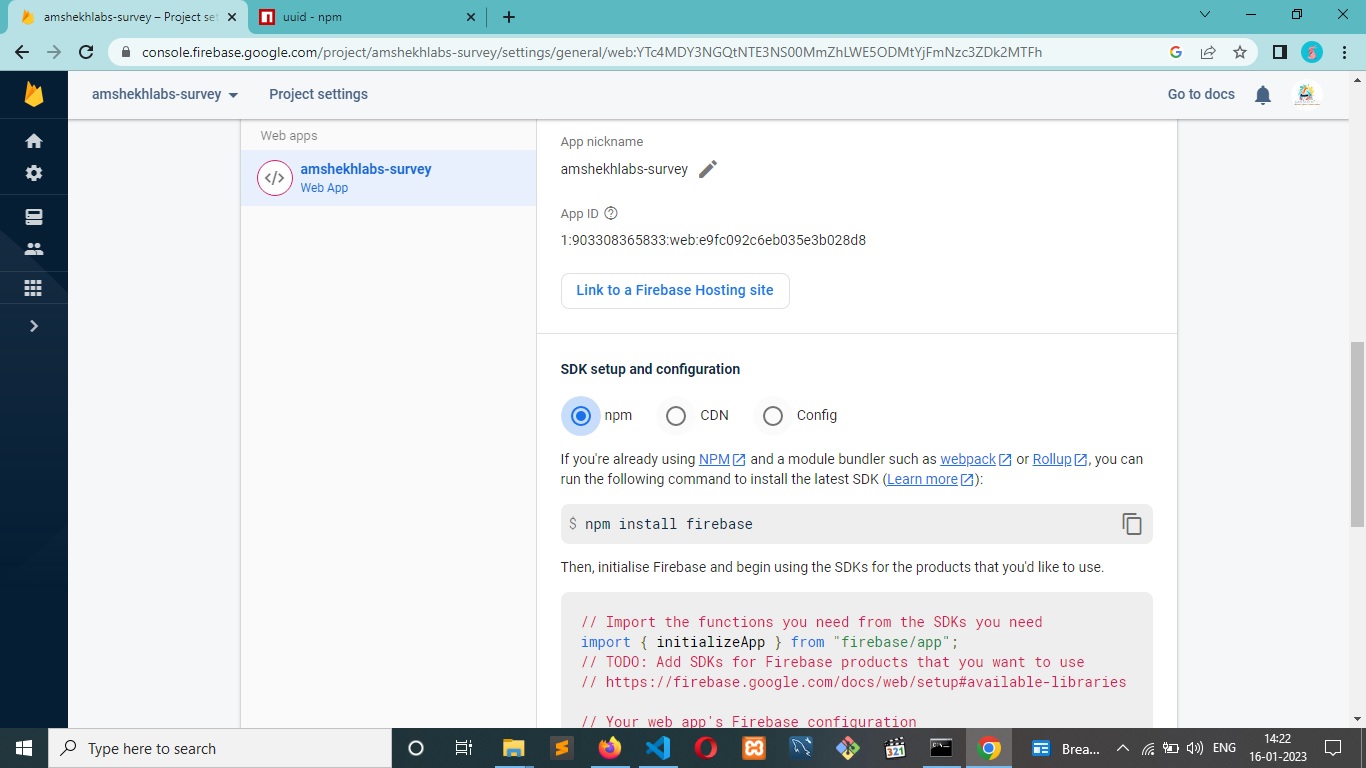 amshekhlabs-survey – Project set
uuid - npm
console.firebase.google.com/project/amshekhlabs-survey/settings/general/web:YTc4MDY3NGQtNTE3NS00MmZhLWE5ODMtYjFmNzc3ZDk2MTFh
amshekhlabs-survey
Project settings
Go to docs
Web apps
amshekhlabs-survey
Web App
App nickname
amshekhlabs-survey
App ID
1:903308365833:web:e9fc092c6eb035e3b028d8
Link to a Firebase Hosting site
SDK setup and configuration
npm
CDN
Config
If you're already using NPM and a module bundler such as webpack or Rollup, you can
run the following command to install the latest SDK (Learn more):
$ npm install firebase
Then, initialise Firebase and begin using the SDKs for the products that you'd like to use.
// Import the functions you need from the SDKs you need
import { initializeApp } from "firebase/app";
// TODO: Add SDKs for Firebase products that you want to use
// https://firebase.google.com/docs/web/setup#available-libraries
// Your web app's Firebase configuration
Type here to search
321
Brea...
ENG
14:22
16-01-2023